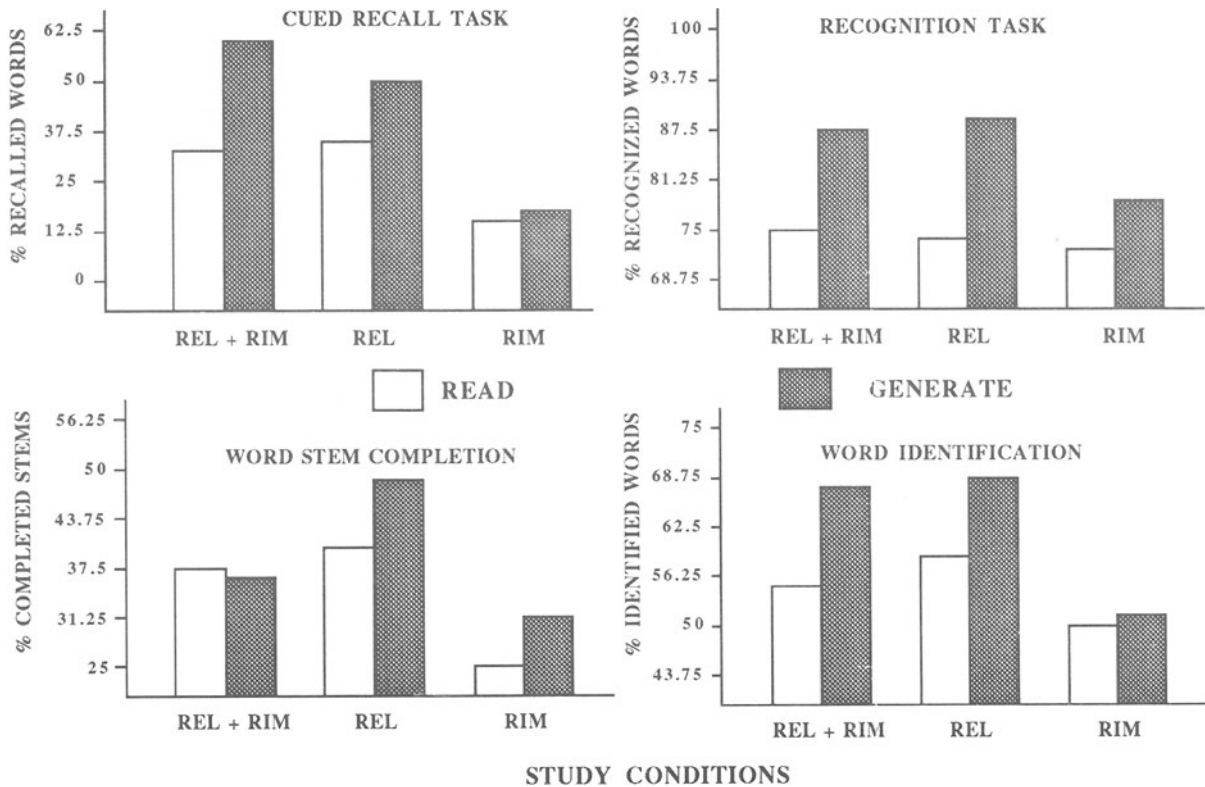 CUED RECALL TASK
% RECALLED WORDS
62.5
50
37.5
25
12.5
0
REL + RIM
REL
RIM
RECOGNITION TASK
% RECOGNIZED WORDS
100
93.75
87.5
81.25
75
68.75
REL + RIM
REL
RIM
READ
GENERATE
WORD STEM COMPLETION
% COMPLETED STEMS
56.25
50
43.75
37.5
31.25
25
REL + RIM
REL
RIM
WORD IDENTIFICATION
% IDENTIFIED WORDS
75
68.75
62.5
56.25
50
43.75
REL + RIM
REL
RIM
STUDY CONDITIONS